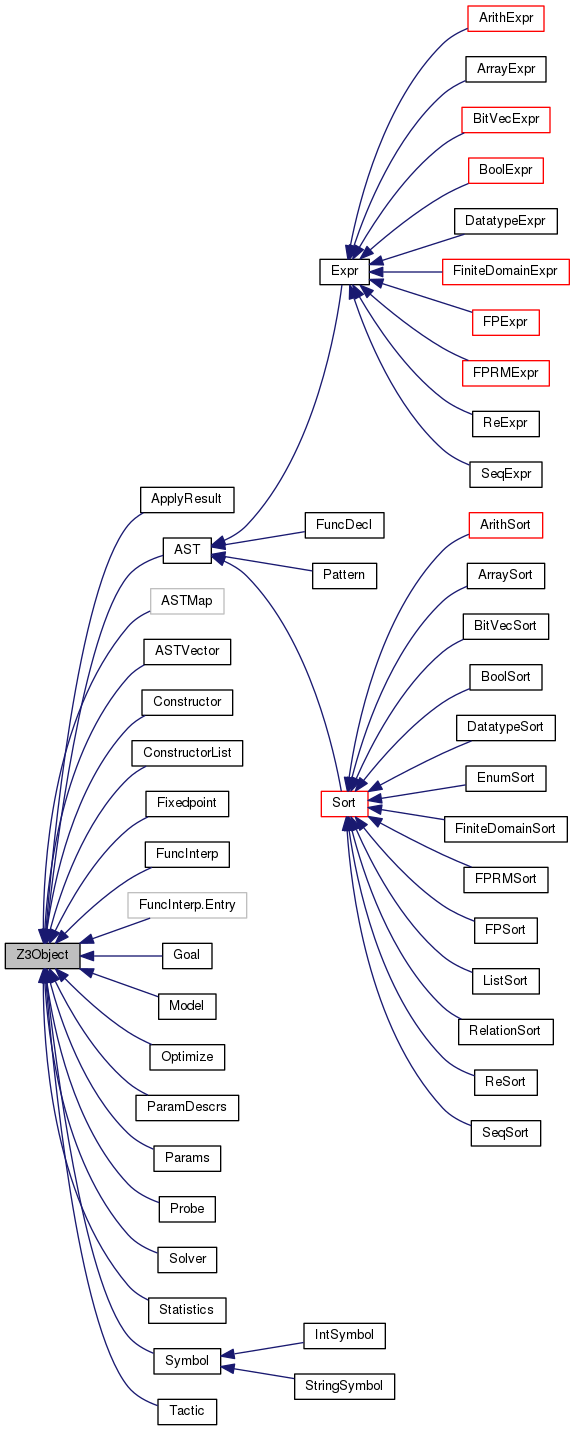 ArithExpr
ArrayExpr
BitVecExpr
BoolExpr
DatatypeExpr
Expr
FiniteDomainExpr
FPExpr
FPRMExpr
ReExpr
SeqExpr
ApplyResult
AST
FuncDecl
Pattern
ArithSort
ArraySort
BitVecSort
BoolSort
DatatypeSort
EnumSort
Sort
FiniteDomainSort
FPRMSort
FPSort
ListSort
RelationSort
ReSort
SeqSort
ASTMap
ASTVector
Constructor
ConstructorList
Fixedpoint
FuncInterp
FuncInterp.Entry
Z3Object
Goal
Model
Optimize
ParamDescrs
Params
Probe
Solver
Statistics
Symbol
IntSymbol
StringSymbol
Tactic